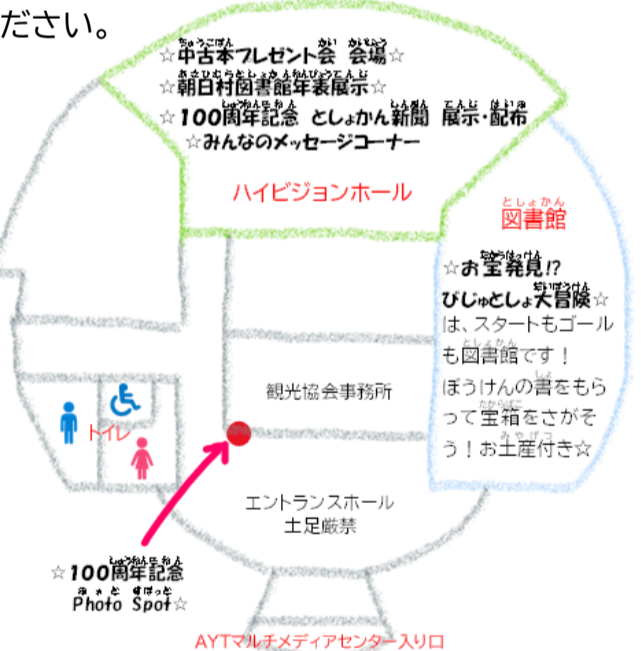 ださい。
☆中古本プレゼント会 会場☆
☆朝日村図書館年表展示☆
☆100周年記念 としょかん新聞 展示・配布
☆みんなのメッセージコーナー
ハイビジョンホール
図書館
☆お宝発見!?
びじゅとしょ大冒険☆
は、スタートもゴール
も図書館です！
ぼうけんの書をもら
って宝箱をさがそ
う！お土産付き☆
観光協会事務所
トイレ
エントランスホール
土足厳禁
☆100周年記念
Photo Spot☆
AYTマルチメディアセンター入り口